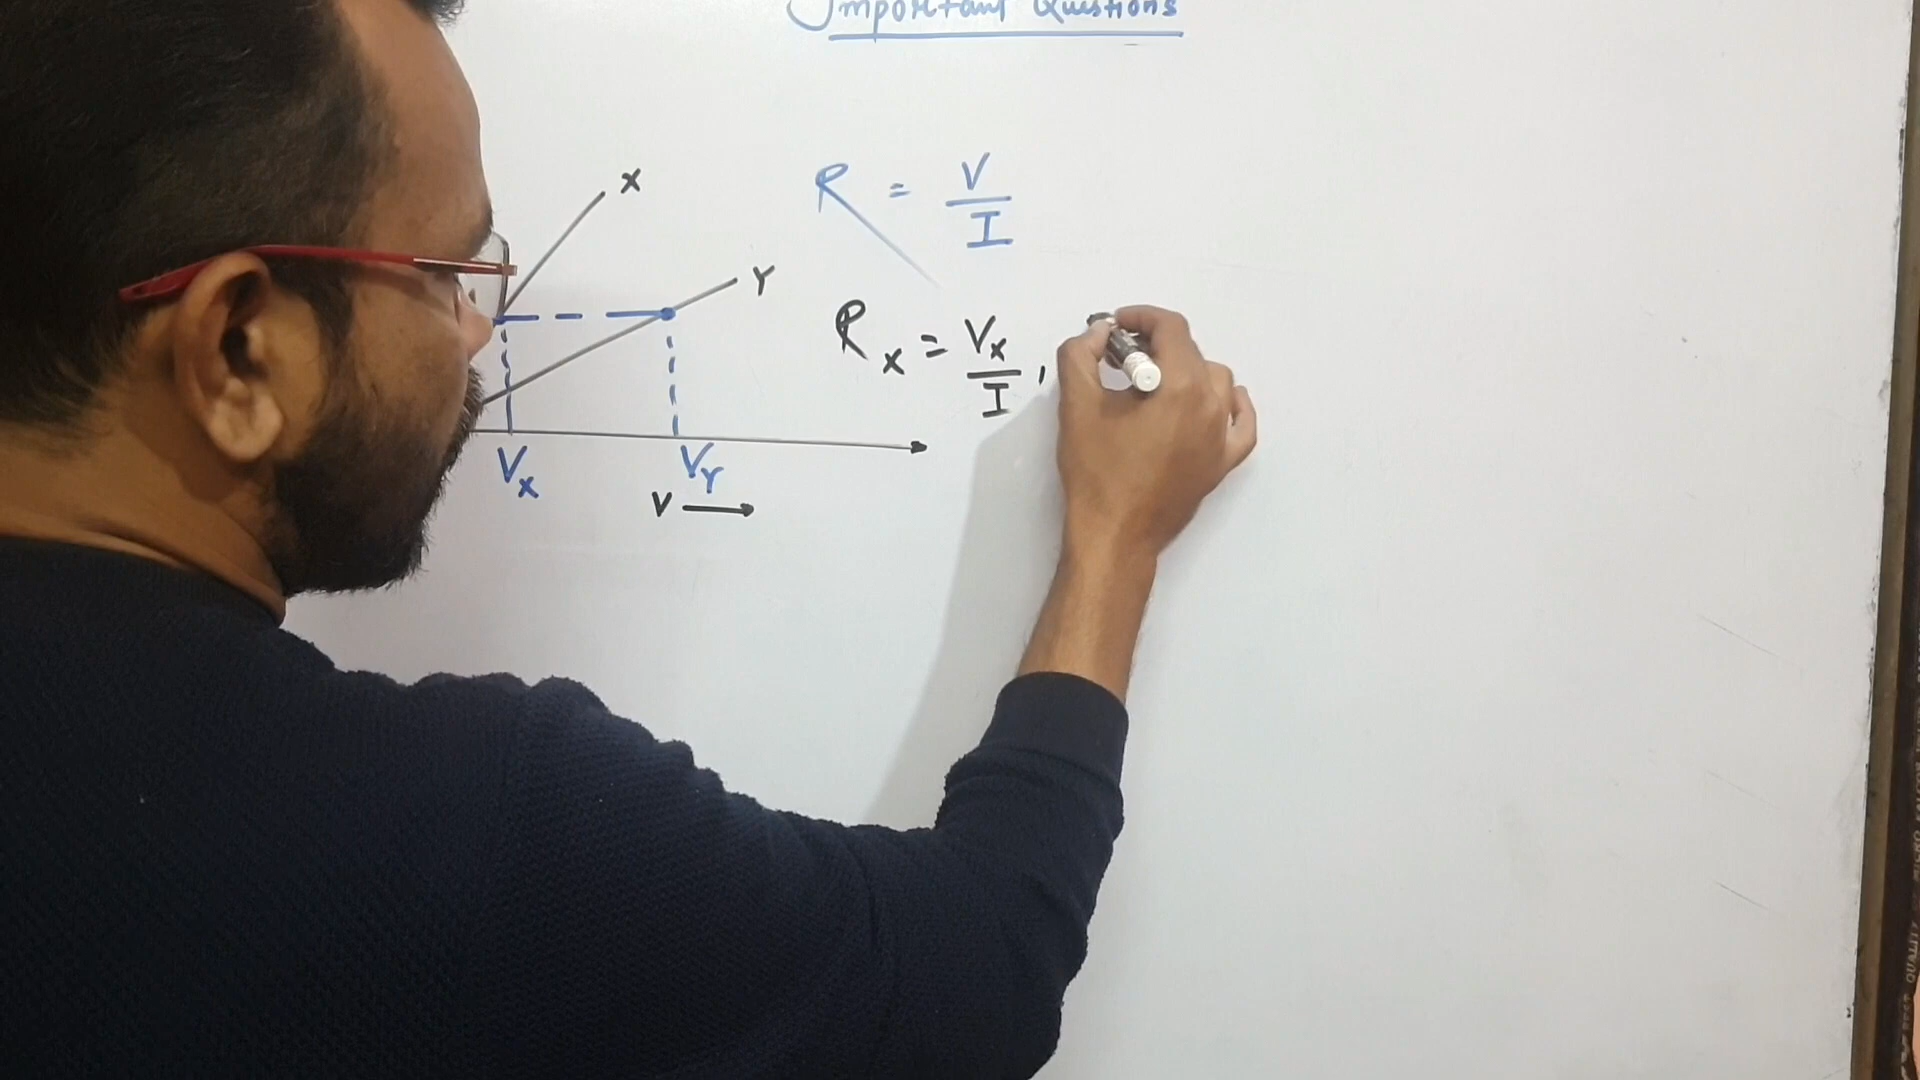 Important Questions
X
R = V/I
Y
Rx = Vx/I ,
Vx
VY
V